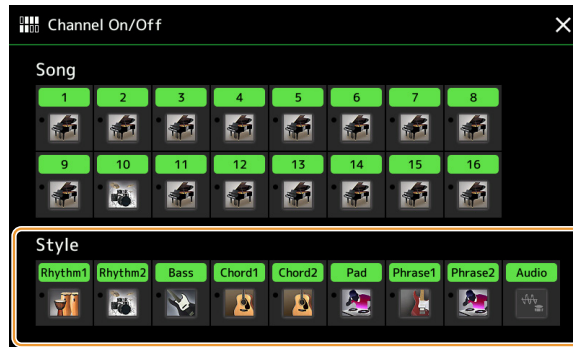 Channel On/Off
Song
1 2 3 4 5 6 7 8
9 10 11 12 13 14 15 16
Style
Rhythm1 Rhythm2 Bass Chord1 Chord2 Pad Phrase1 Phrase2 Audio